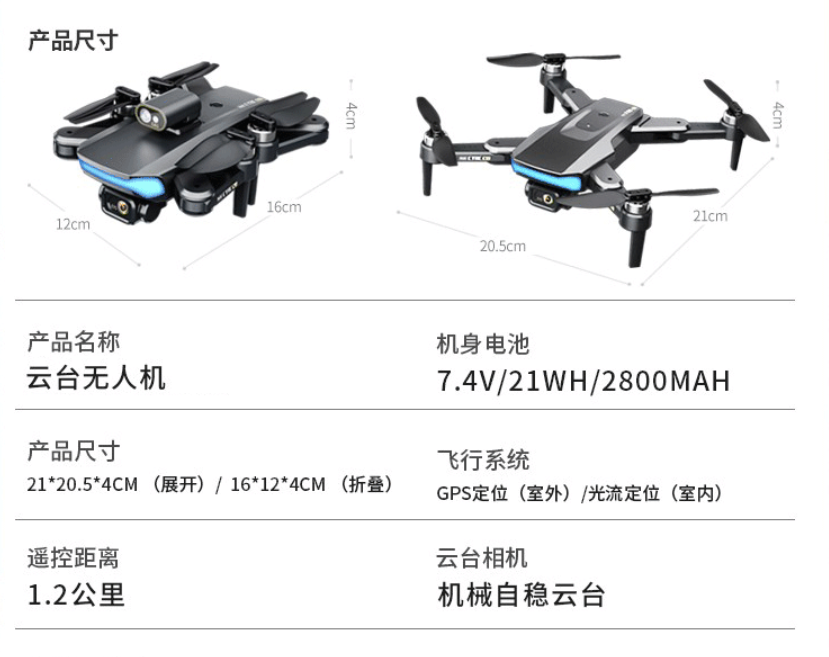 产品尺寸
4cm
4cm
12cm
16cm
20.5cm
21cm
产品名称
云台无人机
机身电池
7.4V/21WH/2800MAH
产品尺寸
21*20.5*4CM （展开）/ 16*12*4CM （折叠）
飞行系统
GPS定位（室外）/光流定位（室内）
遥控距离
1.2公里
云台相机
机械自稳云台